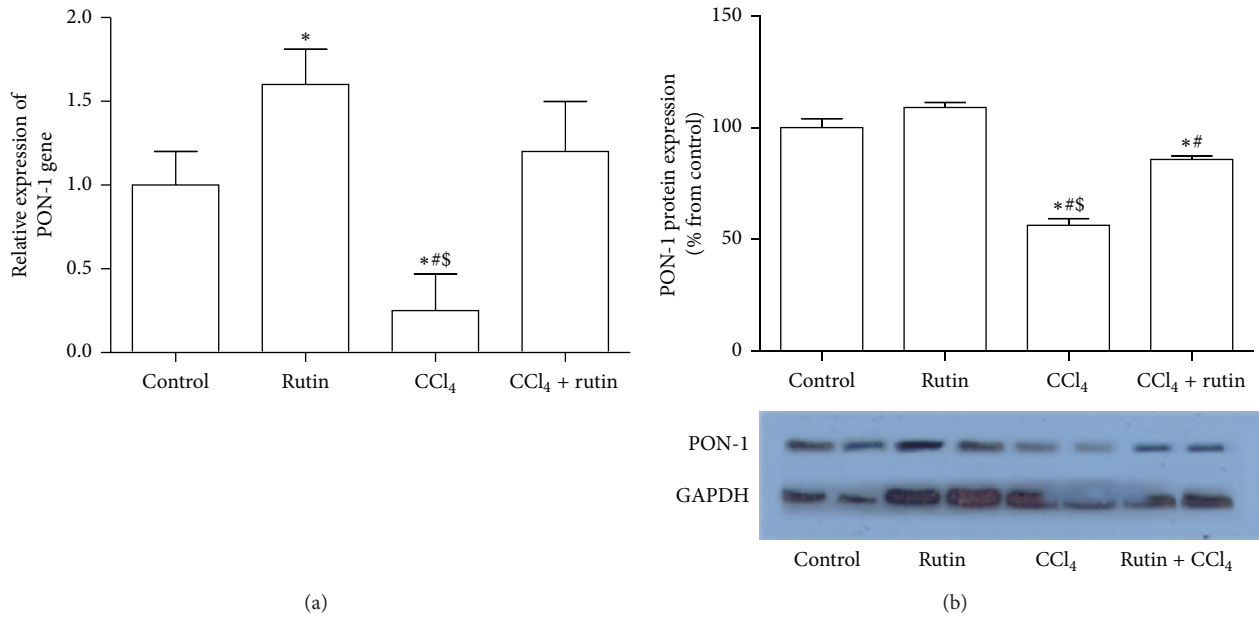 2.0
1.5
1.0
0.5
0.0
Relative expression of
PON-1 gene
*
*#$
Control Rutin CCl₄ CCl₄ + rutin
(a)
150
100
50
0
PON-1 protein expression
(% from control)
*#$
*#
Control Rutin CCl₄ CCl₄ + rutin
PON-1
GAPDH
Control Rutin CCl₄ Rutin + CCl₄
(b)